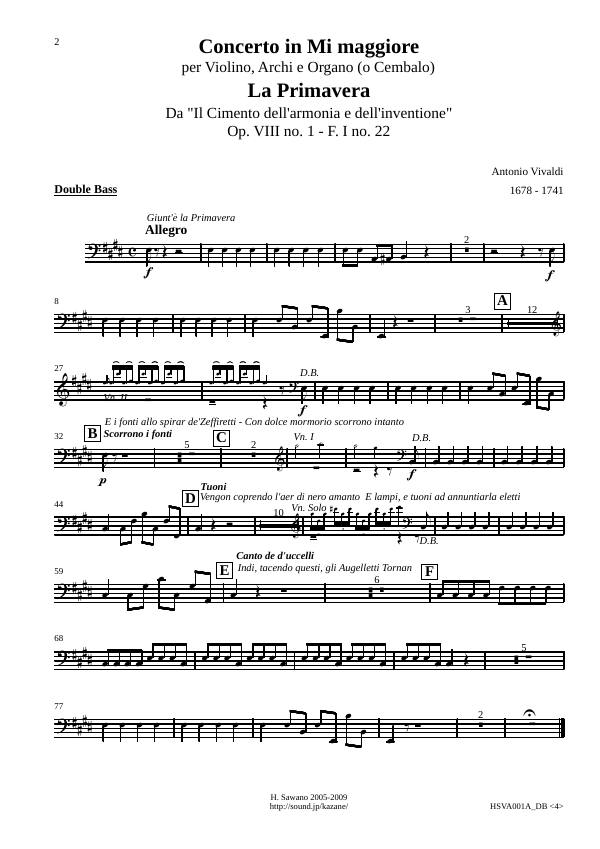 2
Concerto in Mi maggiore
per Violino, Archi e Organo (o Cembalo)
La Primavera
Da "Il Cimento dell'armonia e dell'inventione"
Op. VIII no. 1 - F. I no. 22
Antonio Vivaldi
Double Bass
1678 - 1741
Giunt'è la Primavera
Allegro
2
f
f
8
3
A
12
27
D.B.
Vn. II
f
E i fonti allo spirar de'Zeffiretti - Con dolce mormorio scorrono intanto
32
B
Scorrono i fonti
C
5
2
Vn. I
D.B.
p
f
Tuoni
44
D
Vengon coprendo l'aer di nero amanto E lampi, e tuoni ad annuntiarla eletti
10
Vn. Solo
D.B.
Canto de d'uccelli
59
E
Indi, tacendo questi, gli Augelletti Tornan
F
6
68
5
77
2
H. Sawano 2005-2009
http://sound.jp/kazane/
HSVA001A_DB <4>